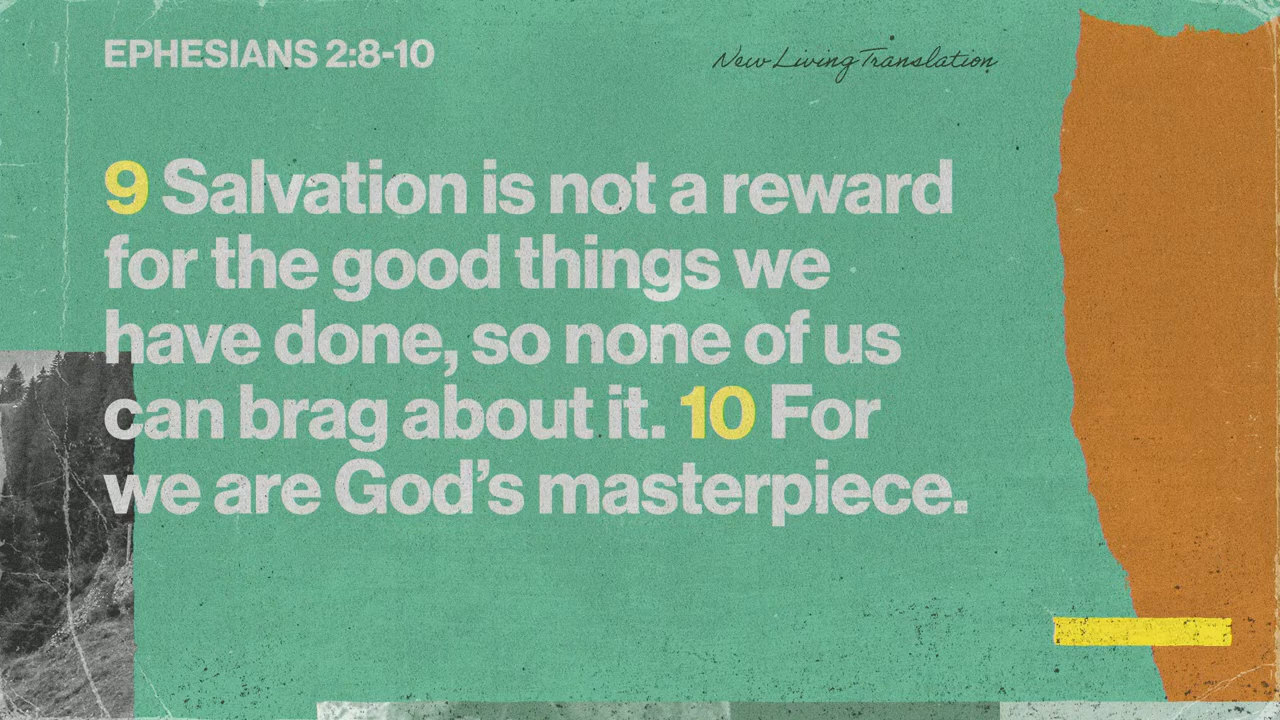 EPHESIANS 2:8-10
New Living Translation
9 Salvation is not a reward
for the good things we
have done, so none of us
can brag about it. 10 For
we are God’s masterpiece.